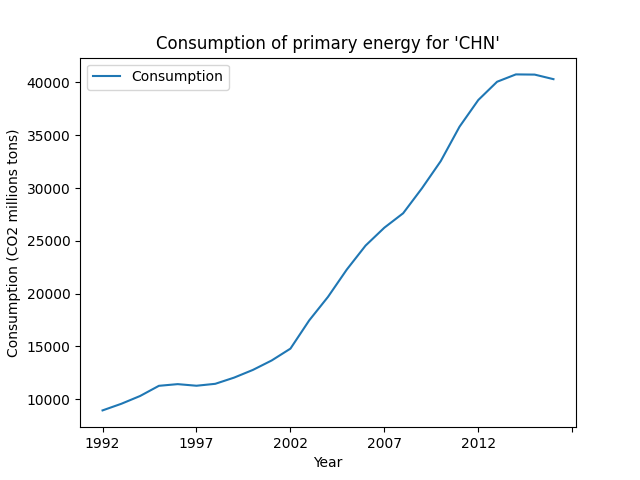 Consumption of primary energy for 'CHN'
Consumption
Consumption (CO2 millions tons)
40000
35000
30000
25000
20000
15000
10000
1992 1997 2002 2007 2012
Year